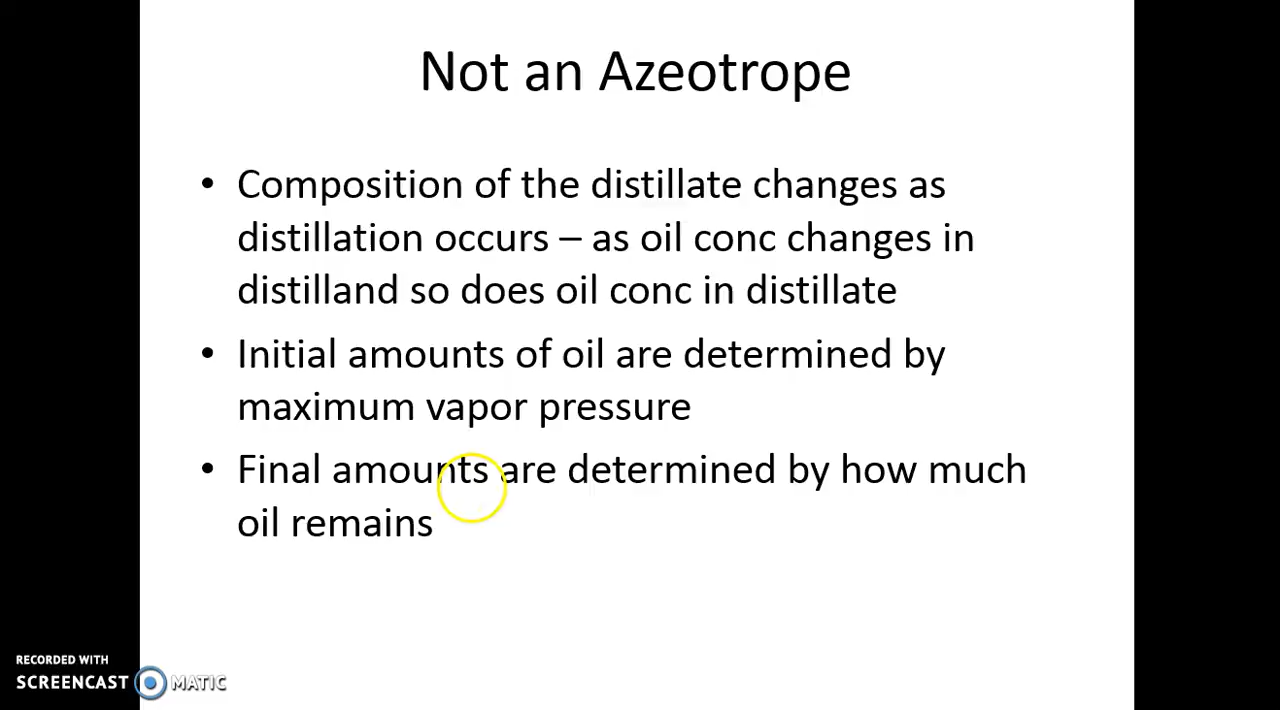 Not an Azeotrope
• Composition of the distillate changes as
distillation occurs – as oil conc changes in
distilland so does oil conc in distillate
• Initial amounts of oil are determined by
maximum vapor pressure
• Final amounts are determined by how much
oil remains
RECORDED WITH
SCREENCAST MATIC